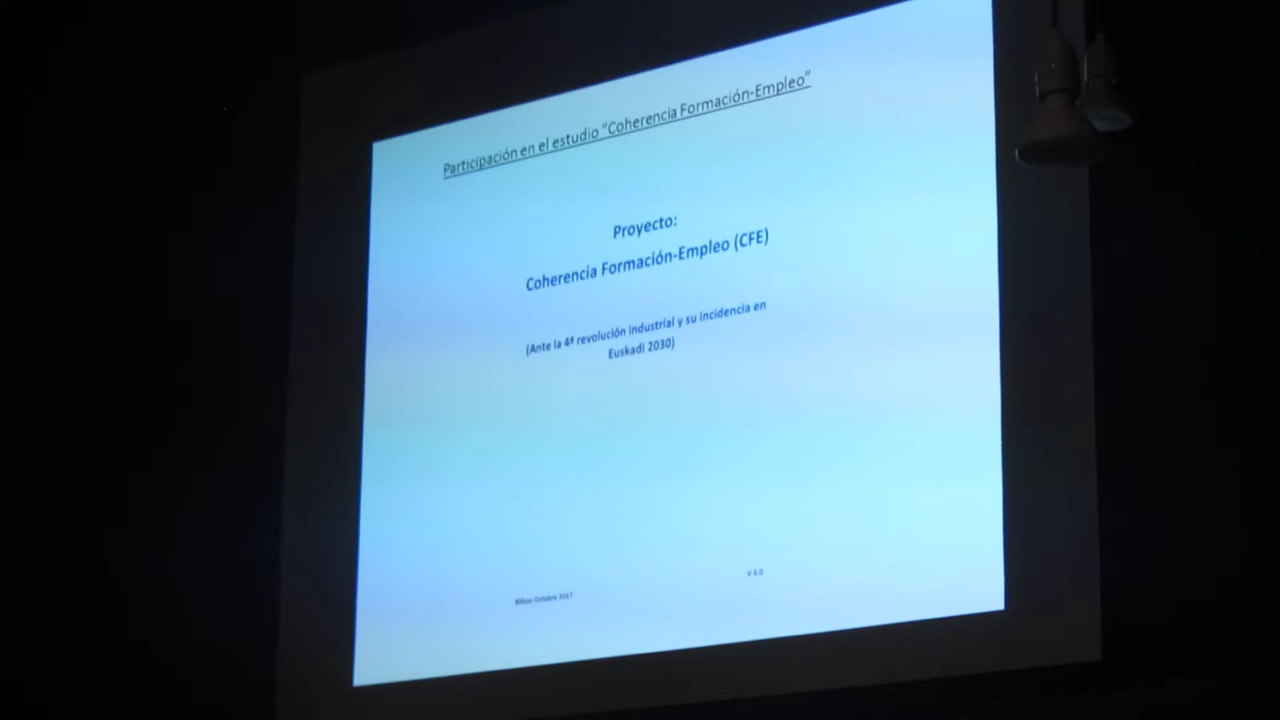 Participación en el estudio "Coherencia Formación-Empleo"
Proyecto:
Coherencia Formación-Empleo (CFE)
(Ante la 4ª revolución industrial y su incidencia en
Euskadi 2030)
V 4.0
Bilbao Octubre 2017